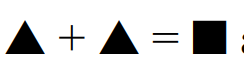 ▲ + ▲ = ■